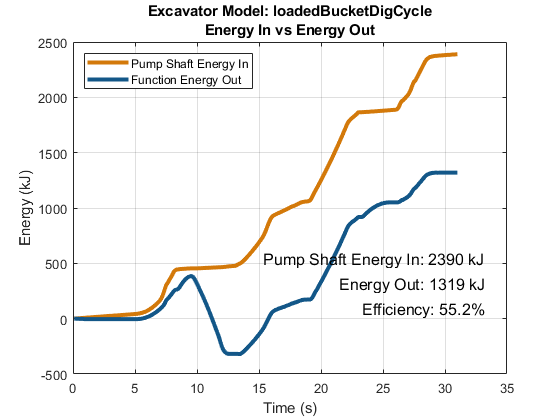 Excavator Model: loadedBucketDigCycle
Energy In vs Energy Out
Pump Shaft Energy In
Function Energy Out
Energy (kJ)
2500
2000
1500
1000
500
0
-500
Pump Shaft Energy In: 2390 kJ
Energy Out: 1319 kJ
Efficiency: 55.2%
0 5 10 15 20 25 30 35
Time (s)